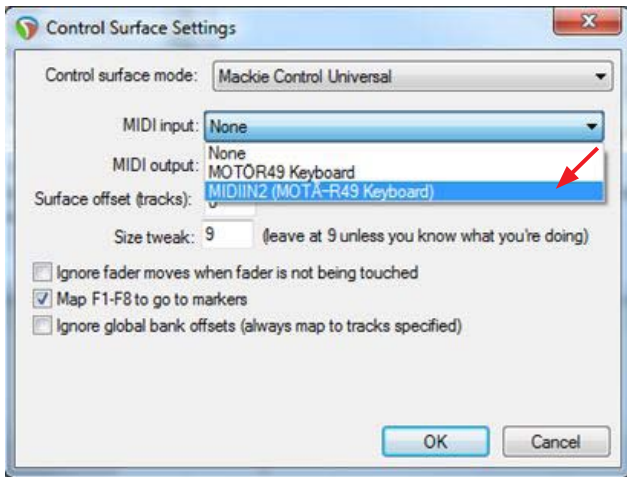 Control Surface Settings
Control surface mode: Mackie Control Universal
MIDI input: None
None
MIDI output: MOTÖR49 Keyboard
MIDIIN2 (MOTÃ–R49 Keyboard)
Surface offset (tracks):
Size tweak: 9 (leave at 9 unless you know what you're doing)
Ignore fader moves when fader is not being touched
Map F1-F8 to go to markers
Ignore global bank offsets (always map to tracks specified)
OK Cancel